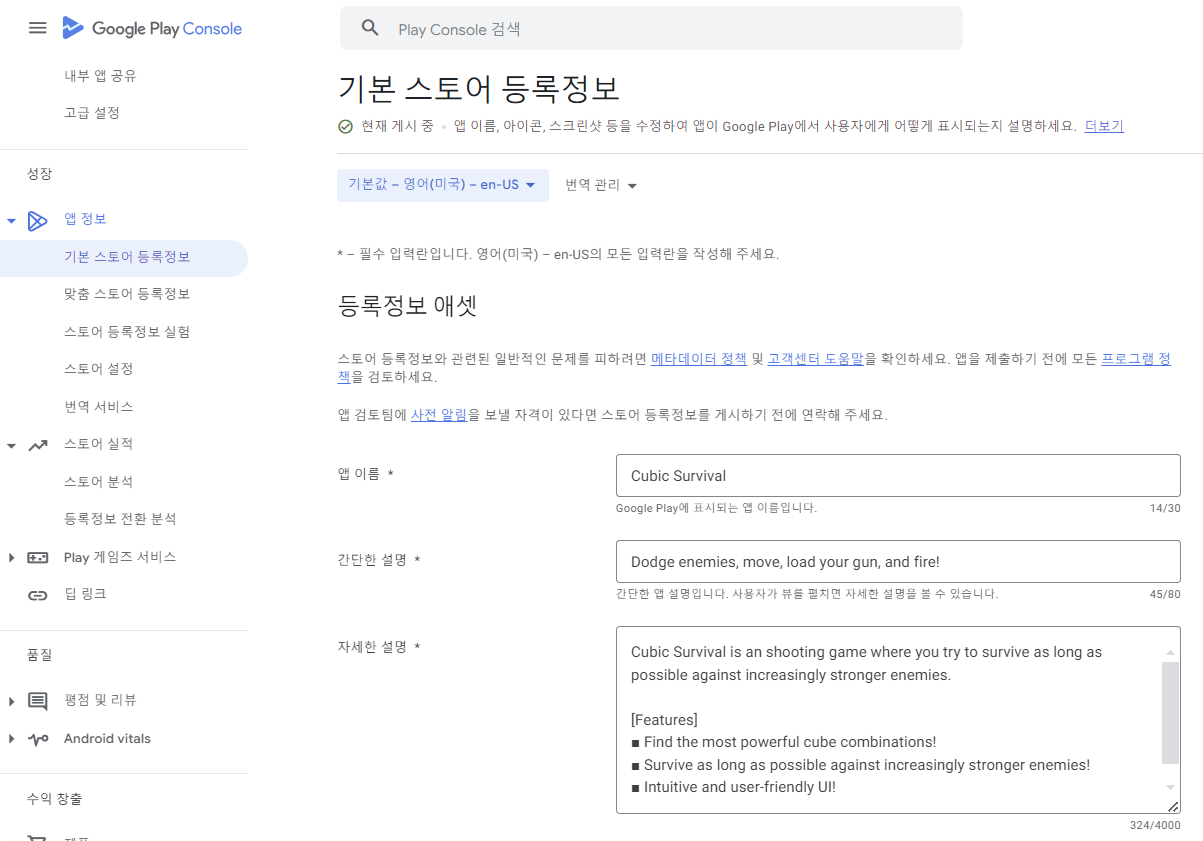 Google Play Console
Play Console 검색
내부 앱 공유
고급 설정
성장
앱 정보
기본 스토어 등록정보
맞춤 스토어 등록정보
스토어 등록정보 실험
스토어 설정
번역 서비스
스토어 실적
스토어 분석
등록정보 전환 분석
Play 게임즈 서비스
딥 링크
품질
평점 및 리뷰
Android vitals
수익 창출
기본 스토어 등록정보
현재 게시 중 • 앱 이름, 아이콘, 스크린샷 등을 수정하여 앱이 Google Play에서 사용자에게 어떻게 표시되는지 설명하세요. 더보기
기본값 – 영어(미국) – en-US 번역 관리
* – 필수 입력란입니다. 영어(미국) – en-US의 모든 입력란을 작성해 주세요.
등록정보 애셋
스토어 등록정보와 관련된 일반적인 문제를 피하려면 메타데이터 정책 및 고객센터 도움말을 확인하세요. 앱을 제출하기 전에 모든 프로그램 정
책을 검토하세요.
앱 검토팀에 사전 알림을 보낼 자격이 있다면 스토어 등록정보를 게시하기 전에 연락해 주세요.
앱 이름 *
Cubic Survival
Google Play에 표시되는 앱 이름입니다. 14/30
간단한 설명 *
Dodge enemies, move, load your gun, and fire!
간단한 앱 설명입니다. 사용자가 뷰를 펼치면 자세한 설명을 볼 수 있습니다. 45/80
자세한 설명 *
Cubic Survival is an shooting game where you try to survive as long as
possible against increasingly stronger enemies.
[Features]
■ Find the most powerful cube combinations!
■ Survive as long as possible against increasingly stronger enemies!
■ Intuitive and user-friendly UI!
324/4000